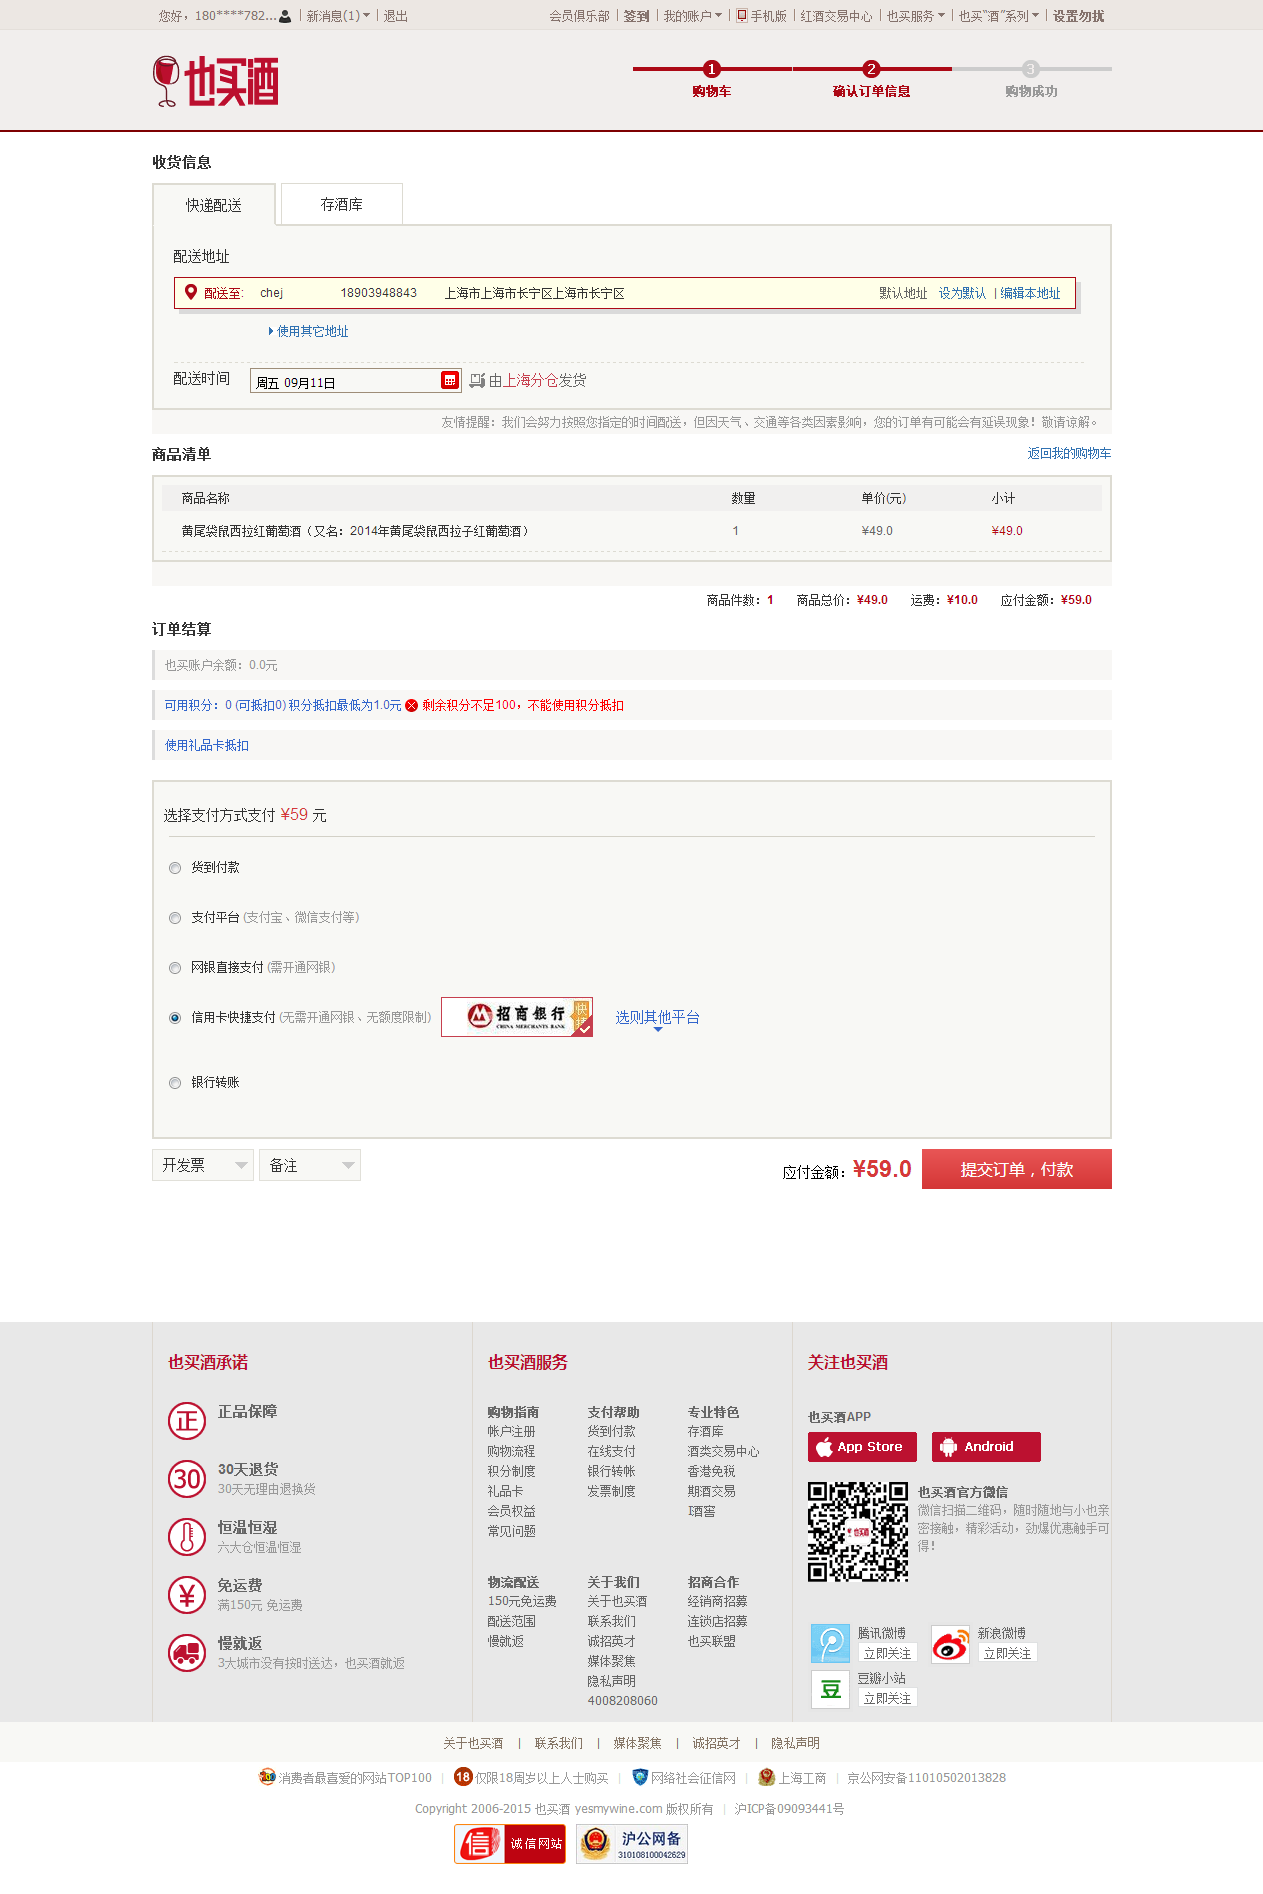 您好，180****782... 新消息(1) 退出 会员俱乐部 签到 我的账户 手机版 红酒交易中心 也买服务 也买"酒"系列 设置勿扰
也买酒
1 2 3
购物车 确认订单信息 购物成功
收货信息
快递配送 存酒库
配送地址
配送至: chej 18903948843 上海市上海市长宁区上海市长宁区 默认地址 设为默认 | 编辑本地址
使用其它地址
配送时间 周五 09月11日 由上海分仓发货
友情提醒：我们会努力按照您指定的时间配送，但因天气、交通等各类因素影响，您的订单有可能会有延误现象！敬请谅解。
商品清单 返回我的购物车
商品名称 数量 单价(元) 小计
黄尾袋鼠西拉红葡萄酒（又名：2014年黄尾袋鼠西拉子红葡萄酒） 1 ¥49.0 ¥49.0
商品件数：1 商品总价：¥49.0 运费：¥10.0 应付金额：¥59.0
订单结算
也买账户余额：0.0元
可用积分：0 (可抵扣0) 积分抵扣最低为1.0元 剩余积分不足100，不能使用积分抵扣
使用礼品卡抵扣
选择支付方式支付 ¥59 元
货到付款
支付平台 (支付宝、微信支付等)
网银直接支付 (需开通网银)
信用卡快捷支付 (无需开通网银、无额度限制) 招商银行 CHINA MERCHANTS BANK 快捷 选则其他平台
银行转账
开发票 备注 应付金额：¥59.0 提交订单，付款
也买酒承诺 也买酒服务 关注也买酒
正 正品保障
30 30天退货
30天无理由退换货
恒温恒湿
六大仓恒温恒湿
¥ 免运费
满150元 免运费
慢就返
3大城市没有按时送达，也买酒就返
购物指南 支付帮助 专业特色
帐户注册 货到付款 存酒库
购物流程 在线支付 酒类交易中心
积分制度 银行转帐 香港免税
礼品卡 发票制度 期酒交易
会员权益 I酒窖
常见问题
物流配送 关于我们 招商合作
150元免运费 关于也买酒 经销商招募
配送范围 联系我们 连锁店招募
慢就返 诚招英才 也买联盟
媒体聚焦
隐私声明
4008208060
也买酒APP
App Store Android
也买酒
也买酒官方微信
微信扫描二维码，随时随地与小也亲
密接触，精彩活动，劲爆优惠触手可
得！
腾讯微博 新浪微博
立即关注 立即关注
豆 豆瓣小站
立即关注
关于也买酒 | 联系我们 | 媒体聚焦 | 诚招英才 | 隐私声明
消费者最喜爱的网站TOP100 | 18 仅限18周岁以上人士购买 | 网络社会征信网 | 上海工商 | 京公网安备11010502013828
Copyright 2006-2015 也买酒 yesmywine.com 版权所有 | 沪ICP备09093441号
信 诚信网站 沪公网备
310108100042629